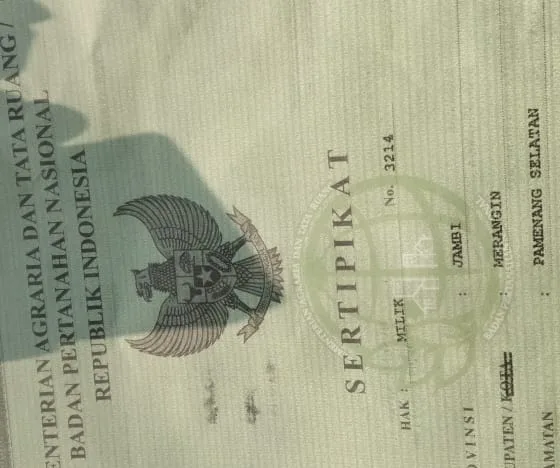 ENTERIAN AGRARIA DAN TATA RUANG /
BADAN PERTANAHAN NASIONAL
REPUBLIK INDONESIA
SERTIPIKAT
HAK : MILIK No. 3214
VINSI : JAMBI
UPATEN / KOTA : MERANGIN
MATAN : PAMENANG SELATAN